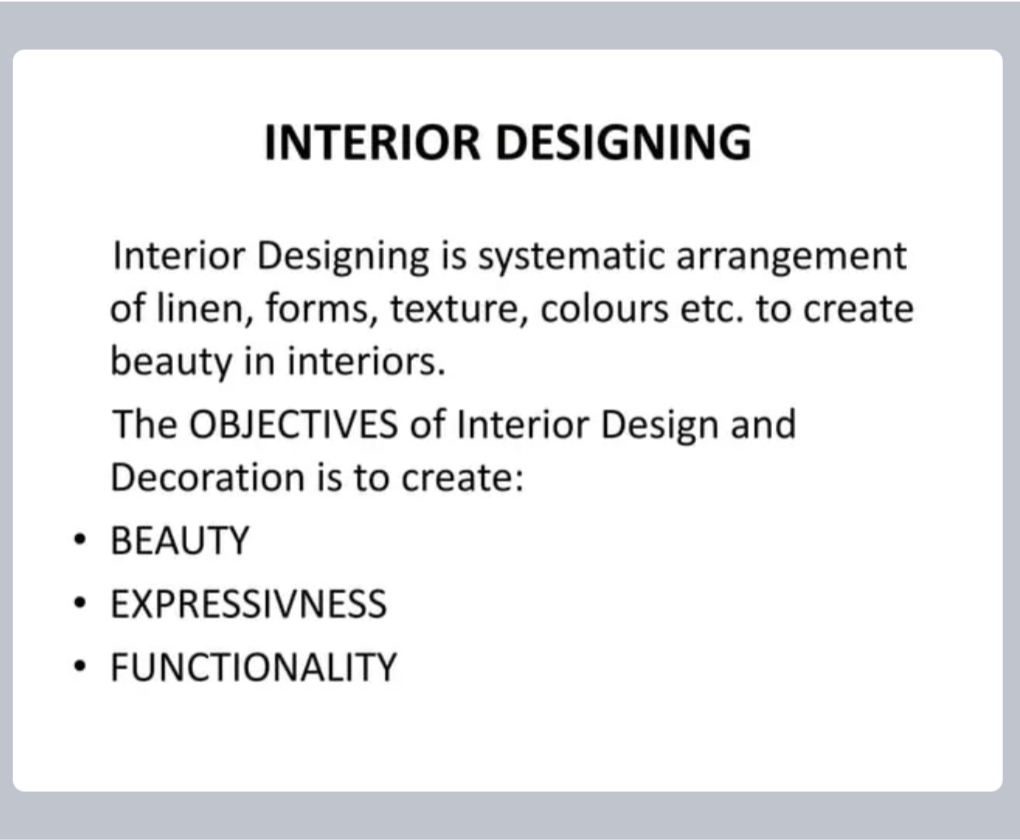 INTERIOR DESIGNING
Interior Designing is systematic arrangement
of linen, forms, texture, colours etc. to create
beauty in interiors.
The OBJECTIVES of Interior Design and
Decoration is to create:
• BEAUTY
• EXPRESSIVNESS
• FUNCTIONALITY